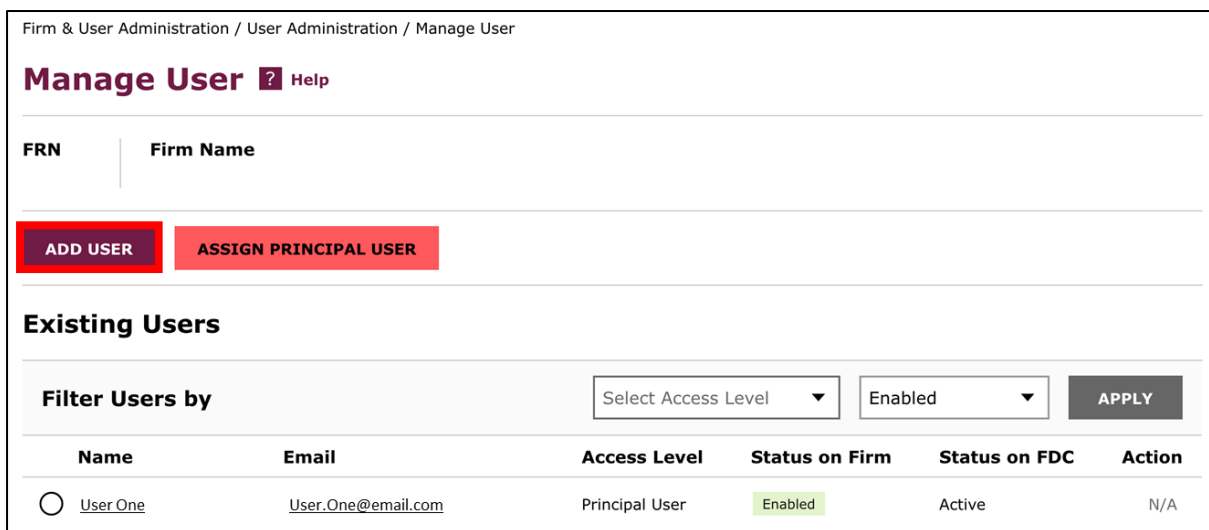 Firm & User Administration / User Administration / Manage User
Manage User ? Help
FRN Firm Name
ADD USER ASSIGN PRINCIPAL USER
Existing Users
Filter Users by Select Access Level Enabled APPLY
Name Email Access Level Status on Firm Status on FDC Action
User One User.One@email.com Principal User Enabled Active N/A